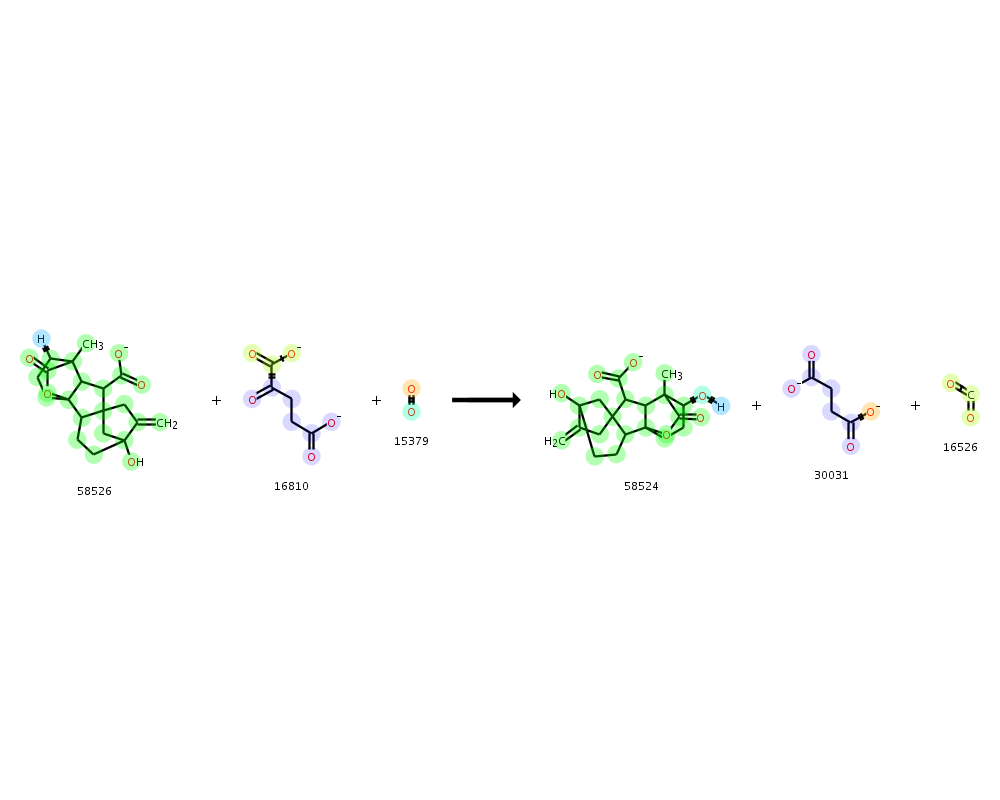 H
CH3
O
O-
O
O
CH2
OH
58526
+
O
O-
O
O-
O
16810
+
O
O
15379
O-
O
CH3
HO
O
H
O
O
H2C
58524
+
O
O-
O-
O
30031
+
O
C
O
16526